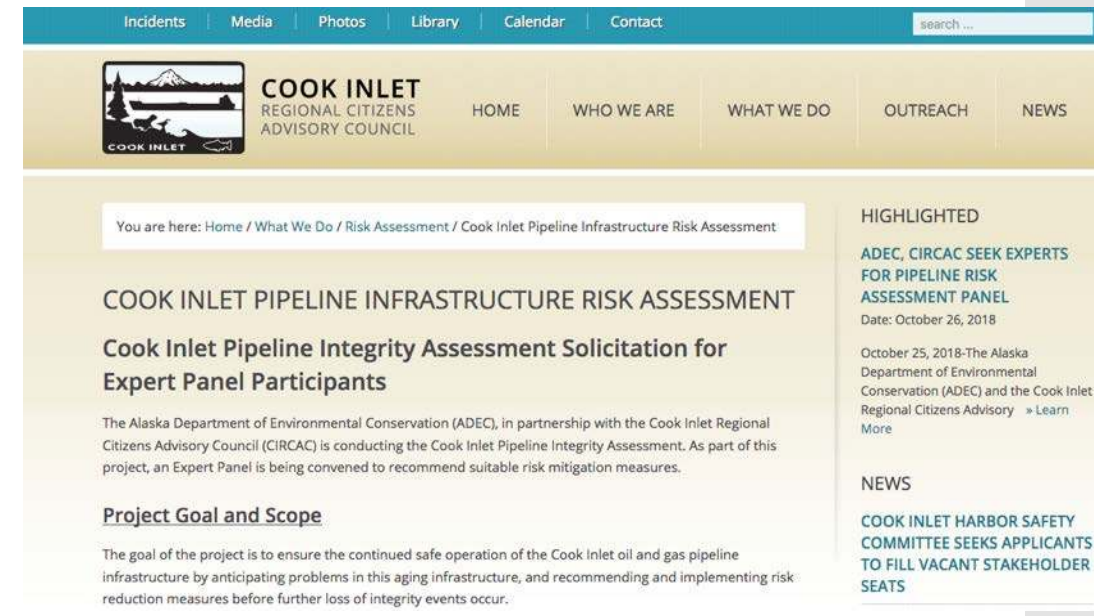 Incidents Media Photos Library Calendar Contact search ...
COOK INLET
REGIONAL CITIZENS
ADVISORY COUNCIL
COOK INLET
HOME WHO WE ARE WHAT WE DO OUTREACH NEWS
You are here: Home / What We Do / Risk Assessment / Cook Inlet Pipeline Infrastructure Risk Assessment
COOK INLET PIPELINE INFRASTRUCTURE RISK ASSESSMENT
Cook Inlet Pipeline Integrity Assessment Solicitation for
Expert Panel Participants
The Alaska Department of Environmental Conservation (ADEC), in partnership with the Cook Inlet Regional
Citizens Advisory Council (CIRCAC) is conducting the Cook Inlet Pipeline Integrity Assessment. As part of this
project, an Expert Panel is being convened to recommend suitable risk mitigation measures.
Project Goal and Scope
The goal of the project is to ensure the continued safe operation of the Cook Inlet oil and gas pipeline
infrastructure by anticipating problems in this aging infrastructure, and recommending and implementing risk
reduction measures before further loss of integrity events occur.
HIGHLIGHTED
ADEC, CIRCAC SEEK EXPERTS
FOR PIPELINE RISK
ASSESSMENT PANEL
Date: October 26, 2018
October 25, 2018-The Alaska
Department of Environmental
Conservation (ADEC) and the Cook Inlet
Regional Citizens Advisory » Learn
More
NEWS
COOK INLET HARBOR SAFETY
COMMITTEE SEEKS APPLICANTS
TO FILL VACANT STAKEHOLDER
SEATS